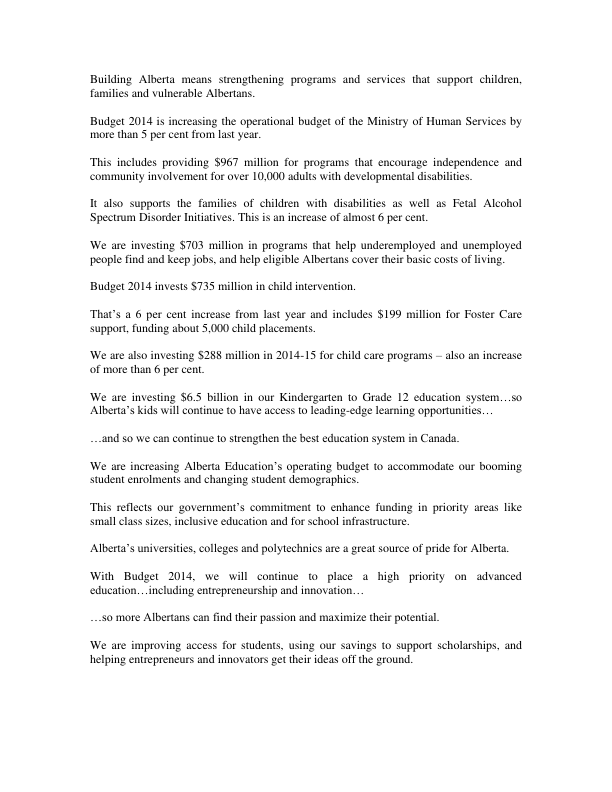 Building Alberta means strengthening programs and services that support children,
families and vulnerable Albertans.
Budget 2014 is increasing the operational budget of the Ministry of Human Services by
more than 5 per cent from last year.
This includes providing $967 million for programs that encourage independence and
community involvement for over 10,000 adults with developmental disabilities.
It also supports the families of children with disabilities as well as Fetal Alcohol
Spectrum Disorder Initiatives. This is an increase of almost 6 per cent.
We are investing $703 million in programs that help underemployed and unemployed
people find and keep jobs, and help eligible Albertans cover their basic costs of living.
Budget 2014 invests $735 million in child intervention.
That’s a 6 per cent increase from last year and includes $199 million for Foster Care
support, funding about 5,000 child placements.
We are also investing $288 million in 2014-15 for child care programs – also an increase
of more than 6 per cent.
We are investing $6.5 billion in our Kindergarten to Grade 12 education system…so
Alberta’s kids will continue to have access to leading-edge learning opportunities…
…and so we can continue to strengthen the best education system in Canada.
We are increasing Alberta Education’s operating budget to accommodate our booming
student enrolments and changing student demographics.
This reflects our government’s commitment to enhance funding in priority areas like
small class sizes, inclusive education and for school infrastructure.
Alberta’s universities, colleges and polytechnics are a great source of pride for Alberta.
With Budget 2014, we will continue to place a high priority on advanced
education…including entrepreneurship and innovation…
…so more Albertans can find their passion and maximize their potential.
We are improving access for students, using our savings to support scholarships, and
helping entrepreneurs and innovators get their ideas off the ground.